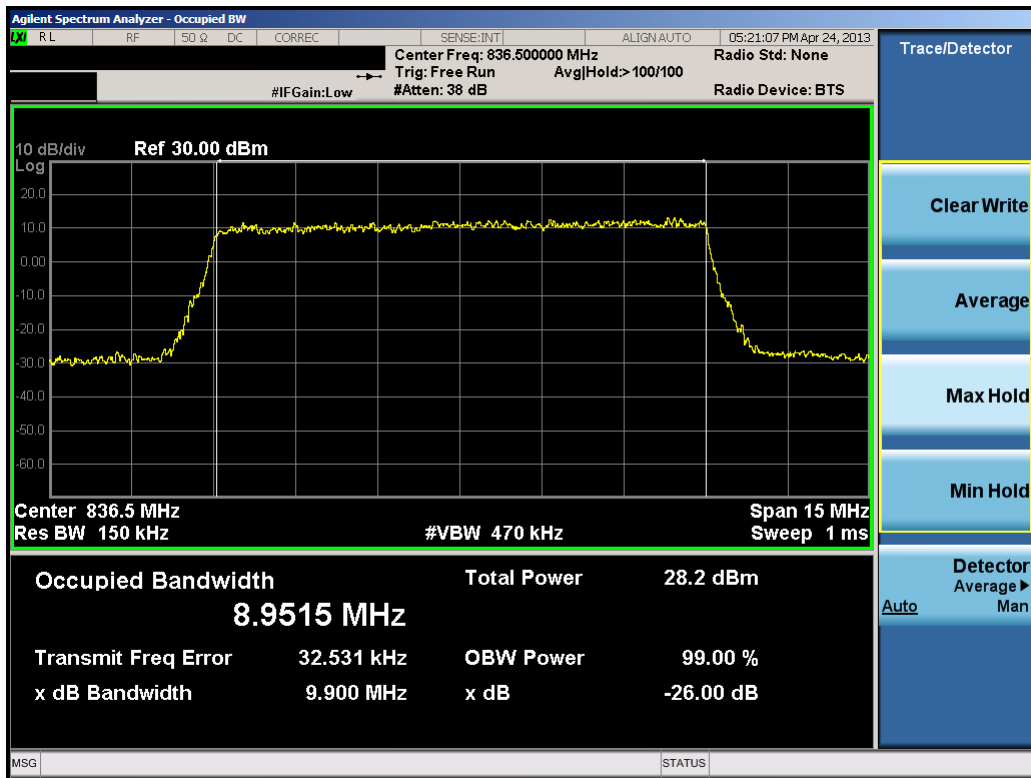 Agilent Spectrum Analyzer - Occupied BW
LXI RL RF 50 Ω DC CORREC SENSE:INT ALIGN AUTO 05:21:07 PM Apr 24, 2013
Center Freq: 836.500000 MHz Radio Std: None
Trig: Free Run Avg|Hold:> 100/100
#IFGain:Low #Atten: 38 dB Radio Device: BTS
Trace/Detector
10 dB/div Ref 30.00 dBm
Log
20.0
10.0
0.00
-10.0
-20.0
-30.0
-40.0
-50.0
-60.0
Center 836.5 MHz Span 15 MHz
Res BW 150 kHz #VBW 470 kHz Sweep 1 ms
Occupied Bandwidth Total Power 28.2 dBm
8.9515 MHz
Transmit Freq Error 32.531 kHz OBW Power 99.00 %
x dB Bandwidth 9.900 MHz x dB -26.00 dB
Clear Write
Average
Max Hold
Min Hold
Detector
Average▶
Auto Man
MSG STATUS